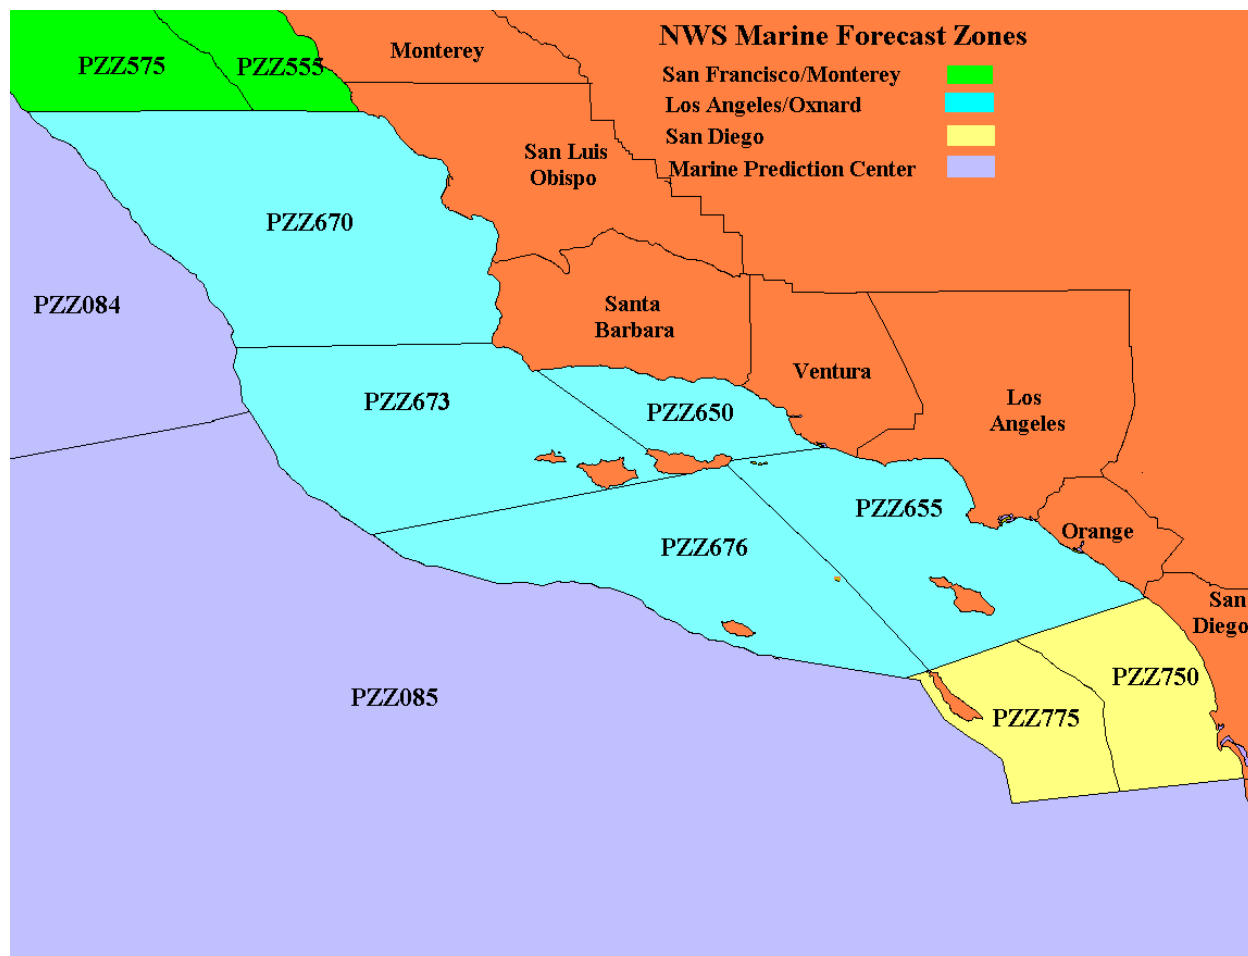 NWS Marine Forecast Zones
San Francisco/Monterey
Los Angeles/Oxnard
San Diego
Marine Prediction Center
PZZ575
PZZ555
Monterey
San Luis
Obispo
PZZ670
PZZ084
Santa
Barbara
Ventura
Los
Angeles
PZZ673
PZZ650
PZZ655
Orange
PZZ676
San
Diego
PZZ085
PZZ775
PZZ750